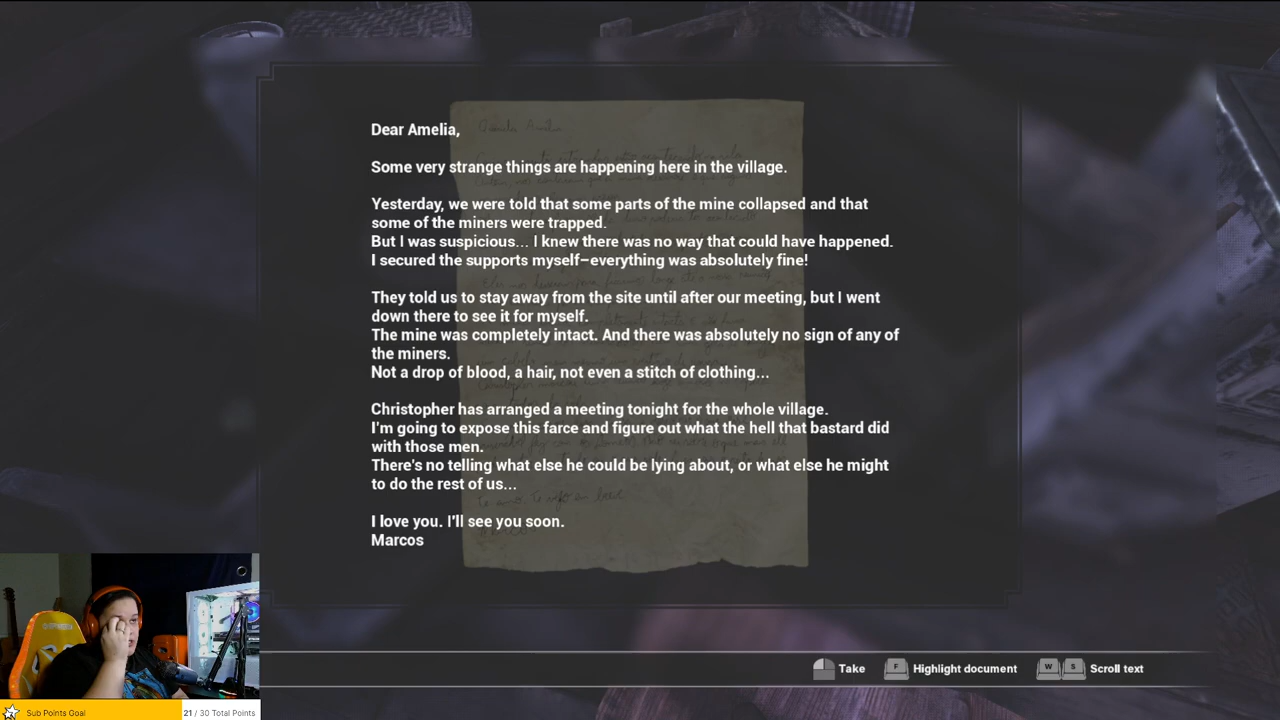 Dear Amelia,
Some very strange things are happening here in the village.
Yesterday, we were told that some parts of the mine collapsed and that
some of the miners were trapped.
But I was suspicious... I knew there was no way that could have happened.
I secured the supports myself–everything was absolutely fine!
They told us to stay away from the site until after our meeting, but I went
down there to see it for myself.
The mine was completely intact. And there was absolutely no sign of any of
the miners.
Not a drop of blood, a hair, not even a stitch of clothing...
Christopher has arranged a meeting tonight for the whole village.
I'm going to expose this farce and figure out what the hell that bastard did
with those men.
There's no telling what else he could be lying about, or what else he might
to do the rest of us...
I love you. I'll see you soon.
Marcos
Take
F Highlight document
W S Scroll text
Sub Points Goal
21 / 30 Total Points